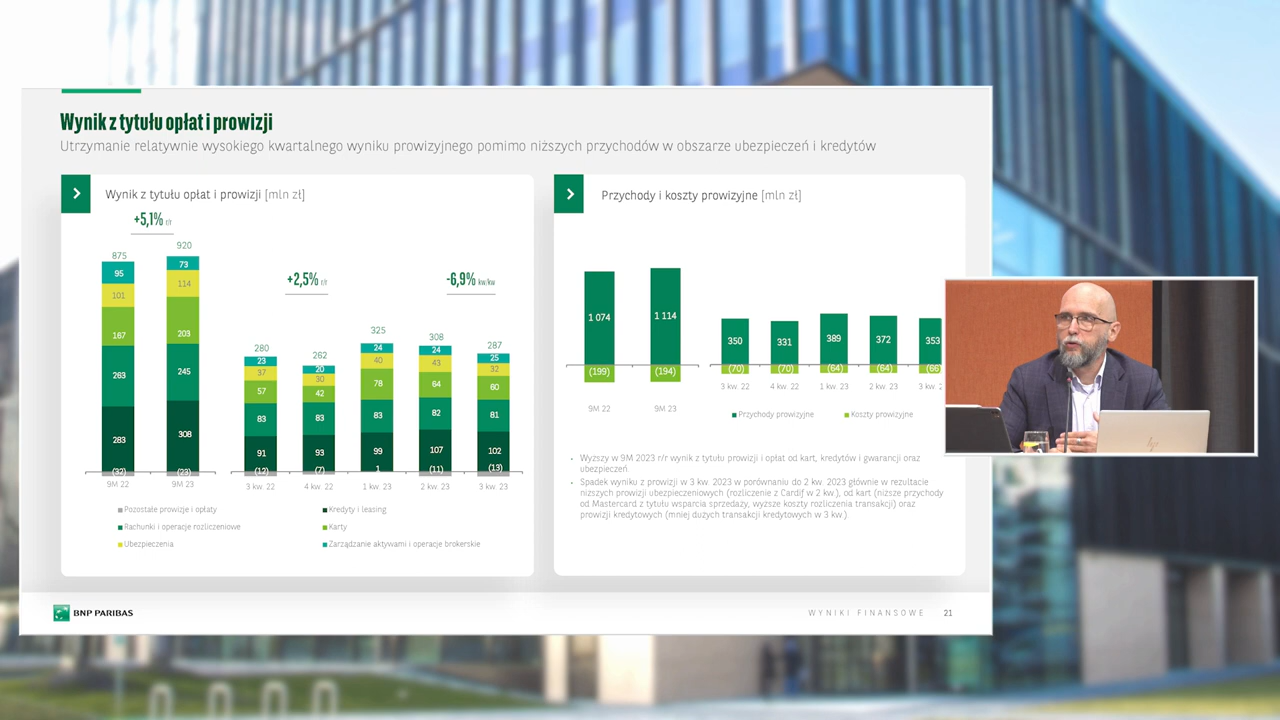 Wynik z tytułu opłat i prowizji
Utrzymanie relatywnie wysokiego kwartalnego wyniku prowizyjnego pomimo niższych przychodów w obszarze ubezpieczeń i kredytów
Wynik z tytułu opłat i prowizji [mln zł]
+5,1% r/r
+2,5% r/r
-6,9% kw/kw
875
95
101
167
263
283
(32)
9M 22
920
73
114
203
245
308
(23)
9M 23
280
23
37
57
83
91
(12)
3 kw. 22
262
20
30
42
83
93
(7)
4 kw. 22
325
24
40
78
83
99
1
1 kw. 23
308
24
43
64
82
107
(11)
2 kw. 23
287
25
32
60
81
102
(13)
3 kw. 23
Pozostałe prowizje i opłaty
Kredyty i leasing
Rachunki i operacje rozliczeniowe
Karty
Ubezpieczenia
Zarządzanie aktywami i operacje brokerskie
Przychody i koszty prowizyjne [mln zł]
1 074
1 114
350
331
389
372
353
(199)
(194)
(70)
(70)
(64)
(64)
(66)
3 kw. 22
4 kw. 22
1 kw. 23
2 kw. 23
3 kw. 2
9M 22
9M 23
Przychody prowizyjne
Koszty prowizyjne
• Wyższy w 9M 2023 r/r wynik z tytułu prowizji i opłat od kart, kredytów i gwarancji oraz
ubezpieczeń
• Spadek wyniku z prowizji w 3 kw. 2023 w porównaniu do 2 kw. 2023 głównie w rezultacie
niższych prowizji ubezpieczeniowych (rozliczenie z Cardif w 2 kw.), od kart (niższe przychody
od Mastercard z tytułu wsparcia sprzedaży, wyższe koszty rozliczenia transakcji) oraz
prowizji kredytowych (mniej dużych transakcji kredytowych w 3 kw.)
BNP PARIBAS
WYNIKI FINANSOWE 21